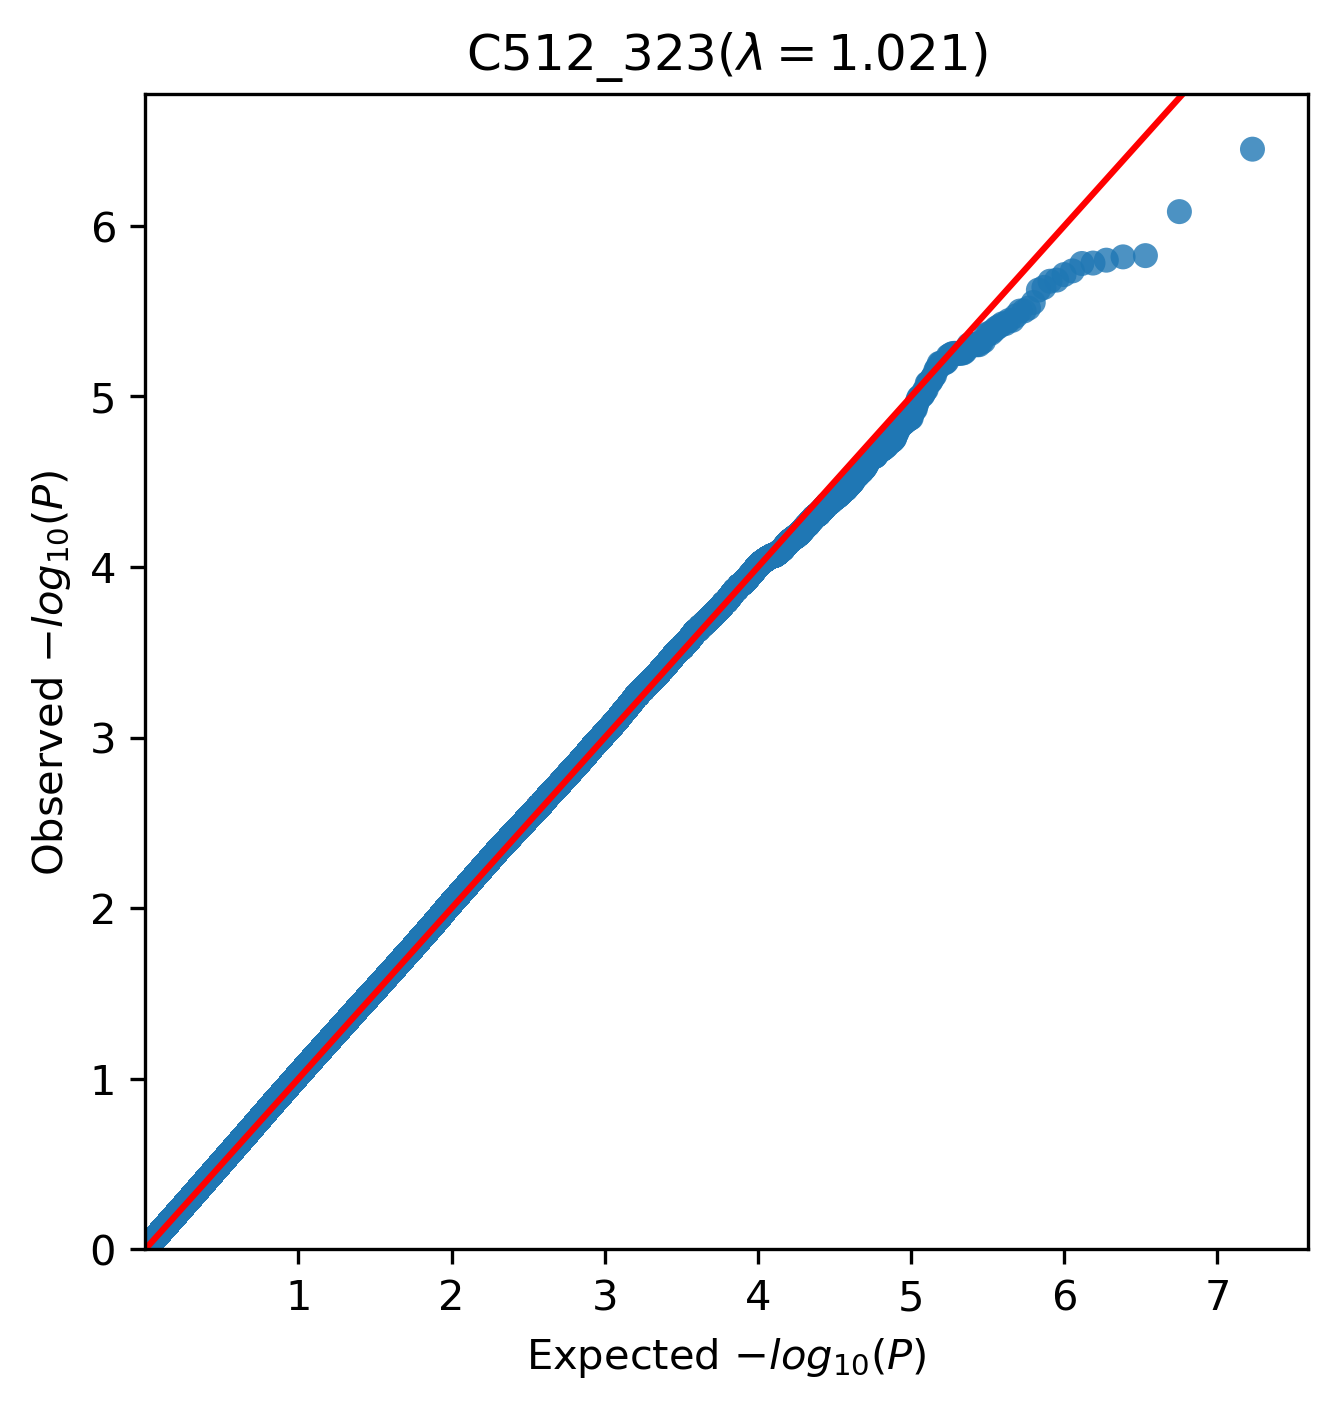 C512_323(λ = 1.021)
6
5
4
3
2
1
0
Observed −log₁₀(P)
1 2 3 4 5 6 7
Expected −log₁₀(P)